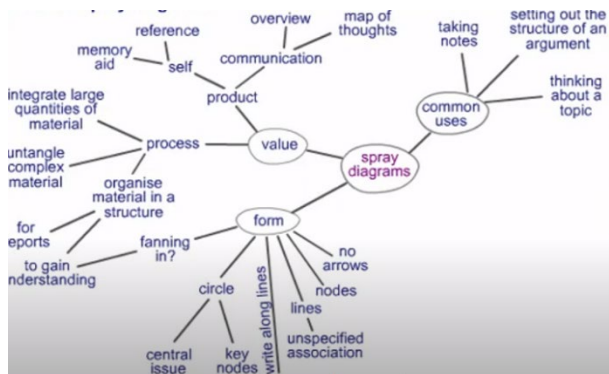 overview
map of
thoughts
reference
memory
aid
self
communication
product
taking
notes
setting out the
structure of an
argument
thinking
about a
topic
common
uses
integrate large
quantities of
material
process
value
spray
diagrams
untangle
complex
material
organise
material in a
structure
for
eports
to gain
nderstanding
fanning
in?
form
no
arrows
nodes
lines
unspecified
association
write along lines
circle
central
issue
key
nodes